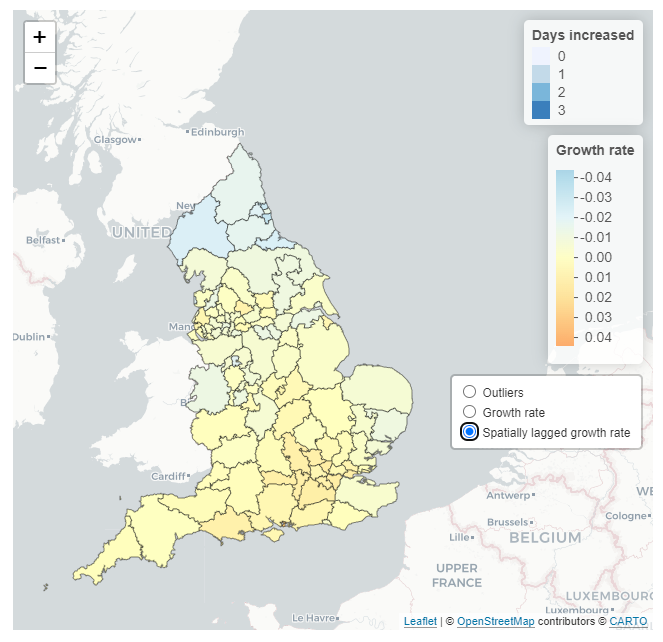 +
−
Days increased
0
1
2
3
Growth rate
-0.04
-0.03
-0.02
-0.01
0.00
0.01
0.02
0.03
0.04
Outliers
Growth rate
Spatially lagged growth rate
Edinburgh
Glasgow
UNITED
Belfast
Dublin
Cardiff
Antwerp
Brussels
Cologne
Lille
BELGIUM
UPPER
FRANCE
LUXEMBOURG
Luxembourg
Le Havre
Leaflet | © OpenStreetMap contributors © CARTO